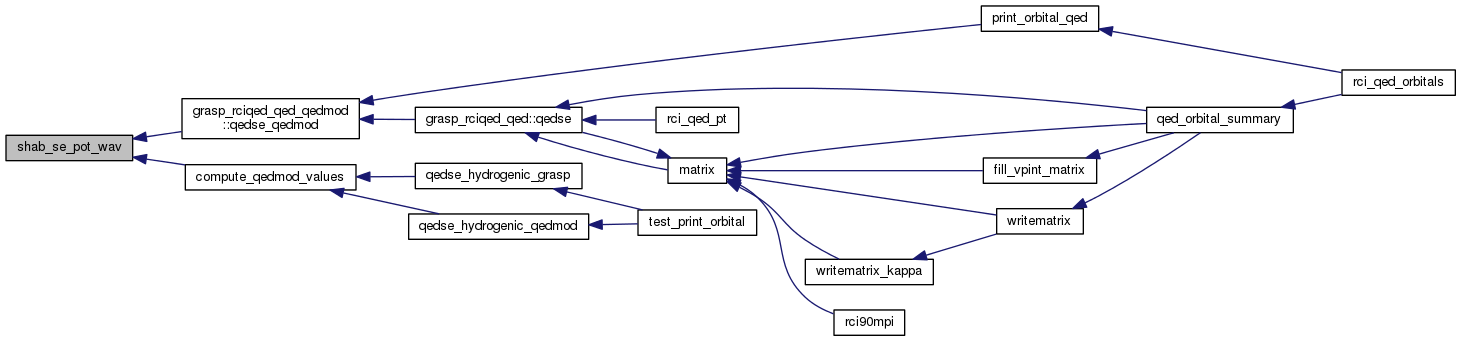 print_orbital_qed
rci_qed_orbitals
grasp_rciqed_qed_qedmod
::qedse_qedmod
grasp_rciqed_qed::qedse
rci_qed_pt
qed_orbital_summary
shab_se_pot_wav
matrix
fill_vpint_matrix
compute_qedmod_values
qedse_hydrogenic_grasp
qedse_hydrogenic_qedmod
test_print_orbital
writematrix
writematrix_kappa
rci90mpi